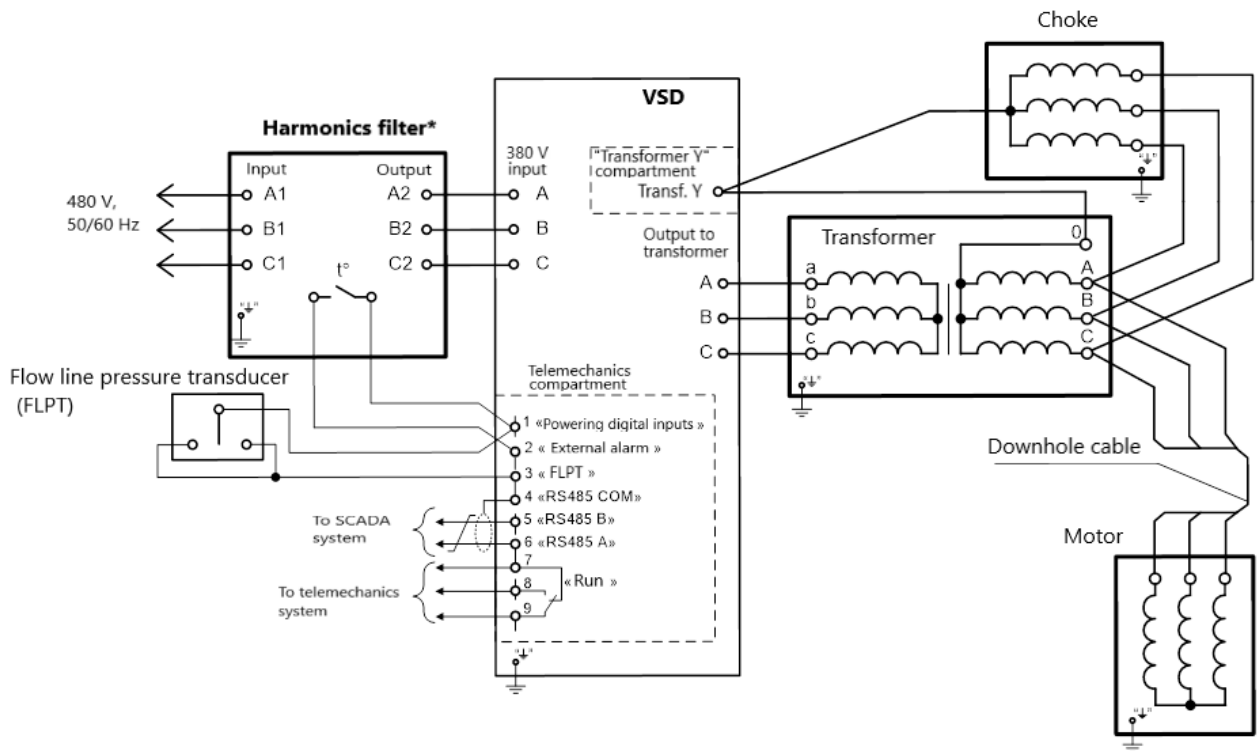 Choke
"⏚"
VSD
Harmonics filter*
Input
Output
A1
A2
B1
B2
C1
C2
t°
"⏚"
480 V,
50/60 Hz
380 V
input
A
B
C
"Transformer Y"
compartment
Transf. Y
Output to
transformer
A
B
C
Transformer
a
b
c
0
A
B
C
"⏚"
Flow line pressure transducer
(FLPT)
Telemechanics
compartment
1 «Powering digital inputs »
2 « External alarm »
3 « FLPT »
4 «RS485 COM»
5 «RS485 B»
6 «RS485 A»
7
8
9
« Run »
To SCADA
system
To telemechanics
system
"⏚"
Downhole cable
Motor
"⏚"